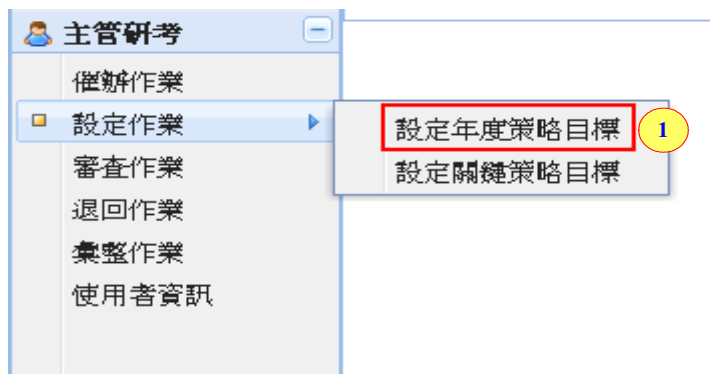 主管研考
催辦作業
設定作業
設定年度策略目標
1
設定關鍵策略目標
審查作業
退回作業
彙整作業
使用者資訊